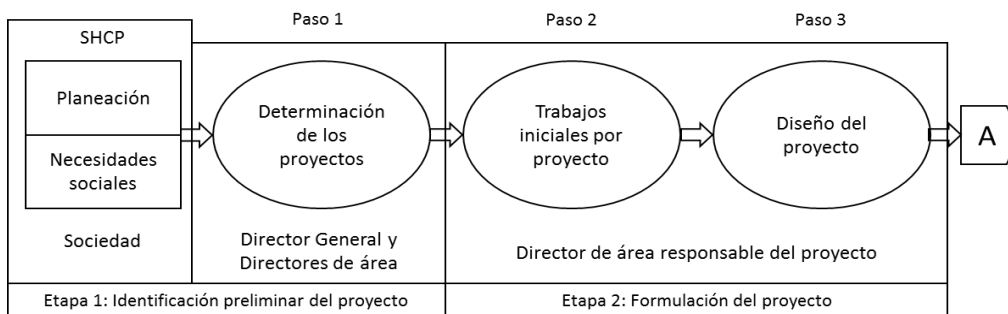 Paso 1
Paso 2
Paso 3
SHCP
Planeación
Necesidades
sociales
Sociedad
Determinación
de los
proyectos
Director General y
Directores de área
Trabajos
iniciales por
proyecto
Diseño del
proyecto
Director de área responsable del proyecto
A
Etapa 1: Identificación preliminar del proyecto
Etapa 2: Formulación del proyecto